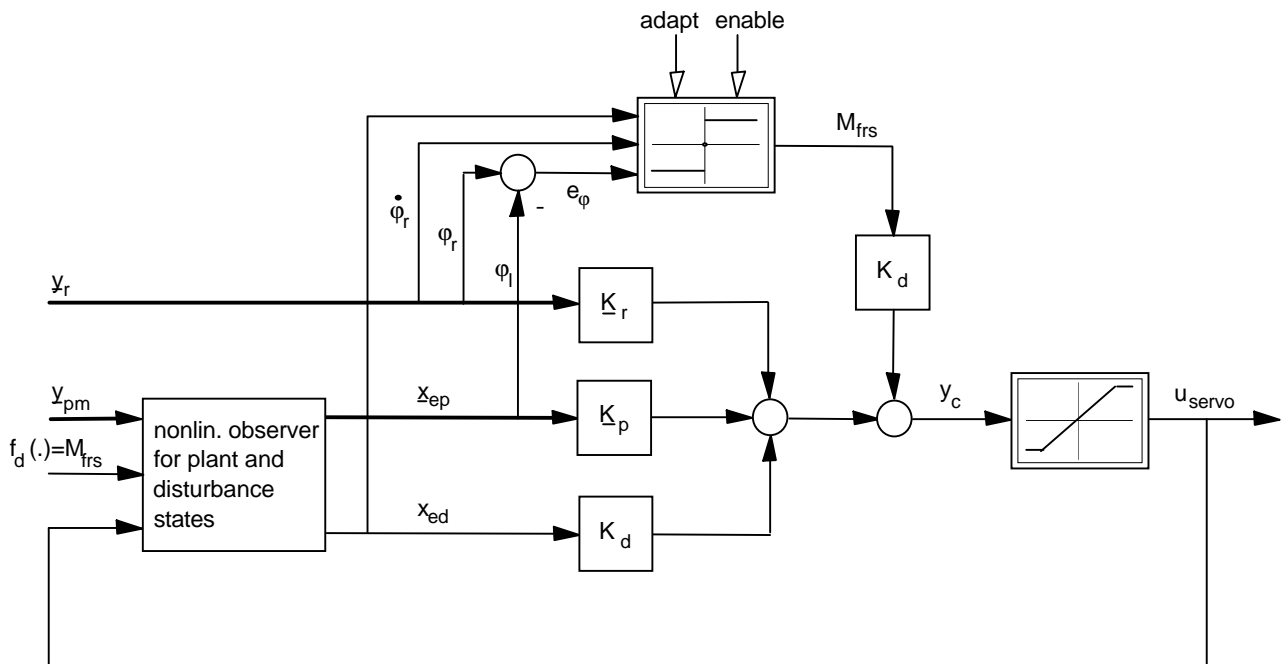 adapt enable
M_frs
e_φ
-
φ̇_r
φ_r
φ_l
K_d
y_r
K_r
y_pm
x_ep
K_p
y_c
u_servo
nonlin. observer
for plant and
disturbance
states
f_d (.)=M_frs
x_ed
K_d